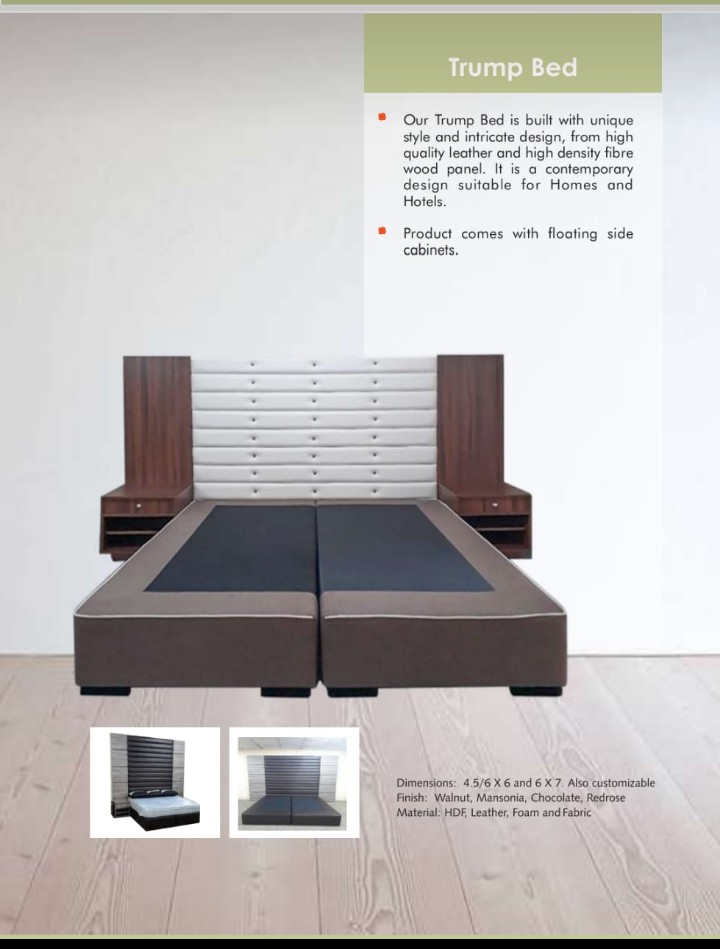 Trump Bed
Our Trump Bed is built with unique
style and intricate design, from high
quality leather and high density fibre
wood panel. It is a contemporary
design suitable for Homes and
Hotels.
Product comes with floating side
cabinets.
Dimensions: 4.5/6 X 6 and 6 X 7. Also customizable
Finish: Walnut, Mansonia, Chocolate, Redrose
Material: HDF, Leather, Foam and Fabric